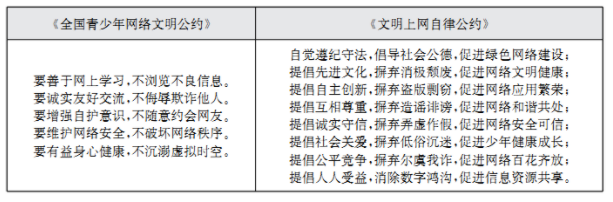 《全国青少年网络文明公约》
《文明上网自律公约》
要善于网上学习,不浏览不良信息。
要诚实友好交流,不侮辱欺诈他人。
要增强自护意识,不随意约会网友。
要维护网络安全,不破坏网络秩序。
要有益身心健康,不沉溺虚拟时空。
自觉遵纪守法,倡导社会公德,促进绿色网络建设;
提倡先进文化,摒弃消极颓废,促进网络文明健康;
提倡自主创新,摒弃盗版剽窃,促进网络应用繁荣;
提倡互相尊重,摒弃造谣诽谤,促进网络和谐共处;
提倡诚实守信,摒弃弄虚作假,促进网络安全可信;
提倡社会关爱,摒弃低俗沉迷,促进少年健康成长;
提倡公平竞争,摒弃尔虞我诈,促进网络百花齐放;
提倡人人受益,消除数字鸿沟,促进信息资源共享。